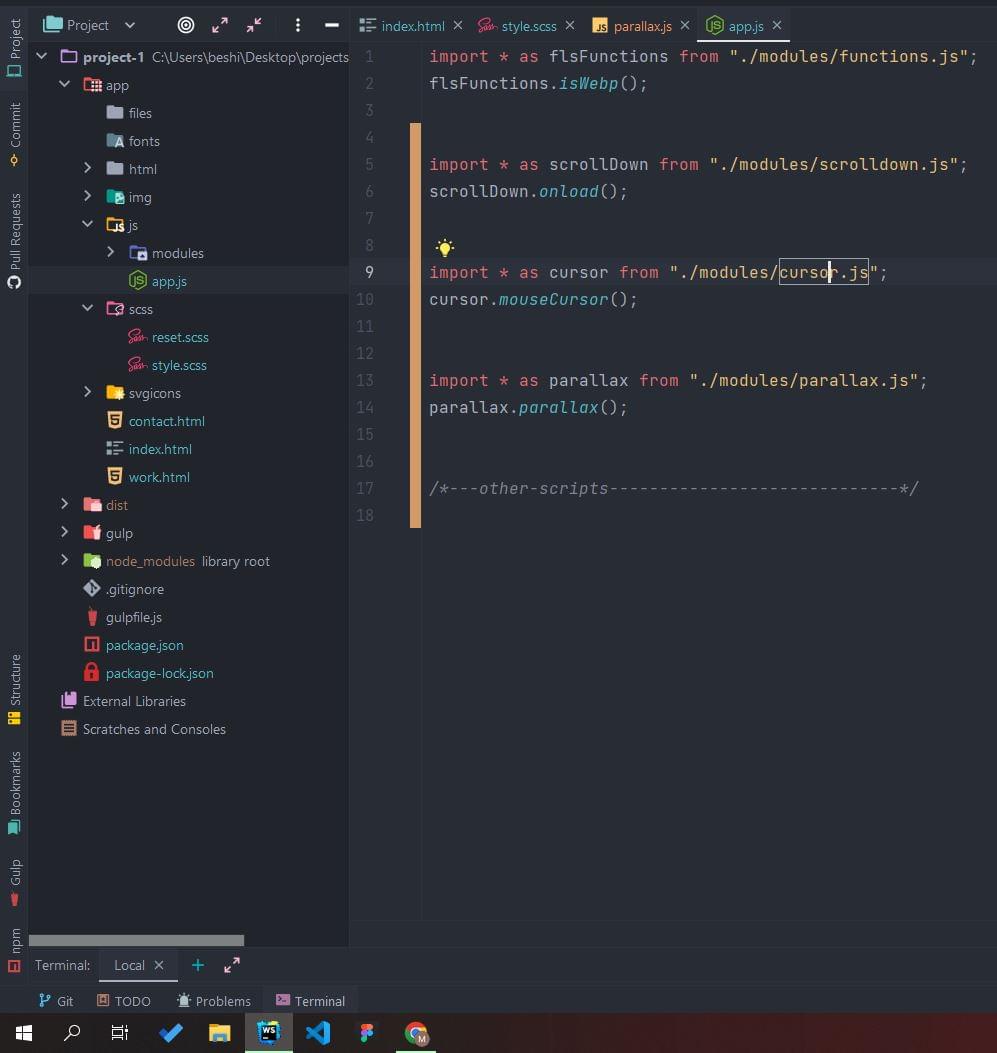 Project
index.html
style.scss
parallax.js
app.js
Project
Commit
Pull Requests
Structure
Bookmarks
Gulp
npm
project-1 C:\Users\beshi\Desktop\projects
app
files
fonts
html
img
js
modules
app.js
scss
reset.scss
style.scss
svgicons
contact.html
index.html
work.html
dist
gulp
node_modules library root
.gitignore
gulpfile.js
package.json
package-lock.json
External Libraries
Scratches and Consoles
1 import * as flsFunctions from "./modules/functions.js";
2 flsFunctions.isWebp();
3
4
5 import * as scrollDown from "./modules/scrolldown.js";
6 scrollDown.onload();
7
8
9 import * as cursor from "./modules/cursor.js";
10 cursor.mouseCursor();
11
12
13 import * as parallax from "./modules/parallax.js";
14 parallax.parallax();
15
16
17 /*---other-scripts-----------------------------*/
18
Terminal: Local
Git TODO Problems Terminal
WS
M